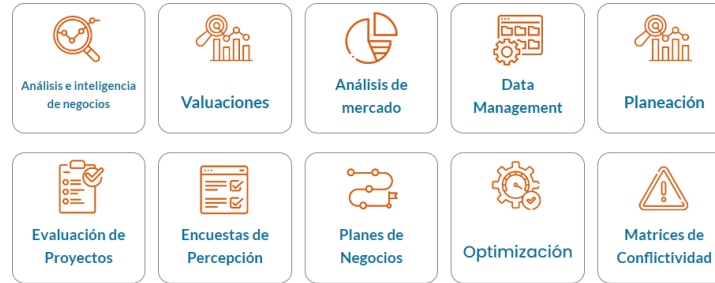 Análisis e inteligencia
de negocios
Valuaciones
Análisis de
mercado
Data
Management
Planeación
Evaluación de
Proyectos
Encuestas de
Percepción
Planes de
Negocios
Optimización
Matrices de
Conflictividad